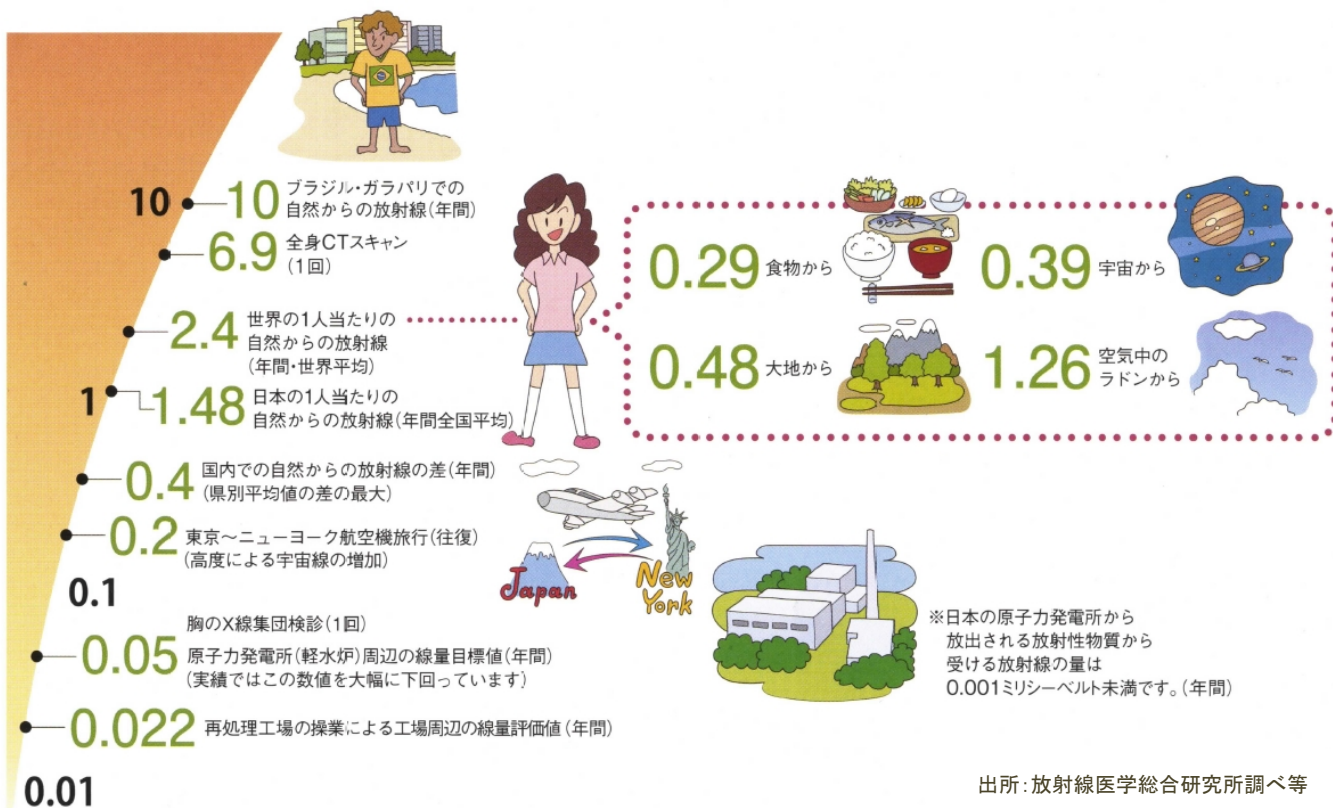 10
10
ブラジル・ガラパリでの
自然からの放射線(年間)
6.9
全身CTスキャン
(1回)
2.4
世界の1人当たりの
自然からの放射線
(年間・世界平均)
1
1.48
日本の1人当たりの
自然からの放射線(年間全国平均)
0.29
食物から
0.39
宇宙から
0.48
大地から
1.26
空気中の
ラドンから
0.4
国内での自然からの放射線の差(年間)
(県別平均値の差の最大)
0.2
東京～ニューヨーク航空機旅行(往復)
(高度による宇宙線の増加)
Japan
New
York
0.1
胸のX線集団検診(1回)
0.05
原子力発電所(軽水炉)周辺の線量目標値(年間)
(実績ではこの数値を大幅に下回っています)
※日本の原子力発電所から
放出される放射性物質から
受ける放射線の量は
0.001ミリシーベルト未満です。(年間)
0.022
再処理工場の操業による工場周辺の線量評価値(年間)
0.01
出所:放射線医学総合研究所調べ等